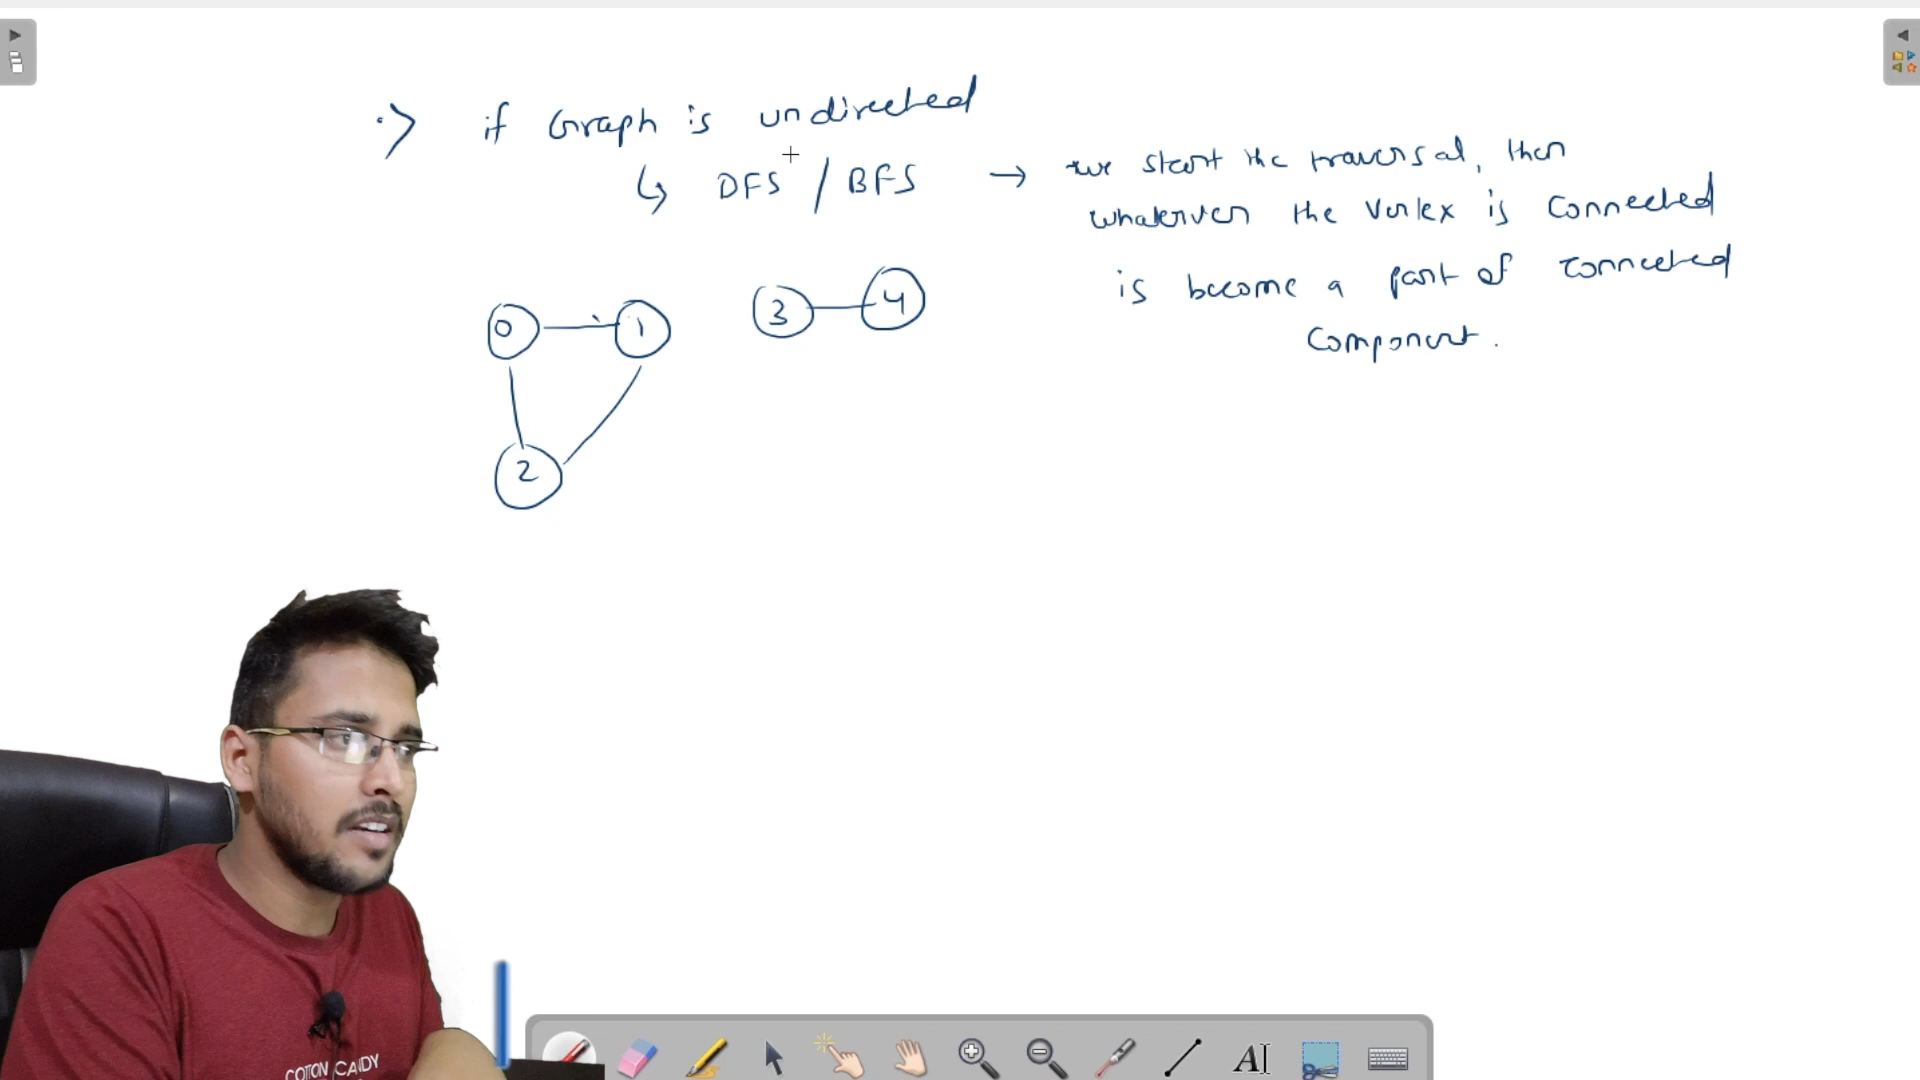 ·> if Graph is undirected
↳ DFS / BFS → we start the traversal, then
whatever the vertex is connected
is become a part of connected
component.
0 1 3 4
2
COTTON CANDY
AI